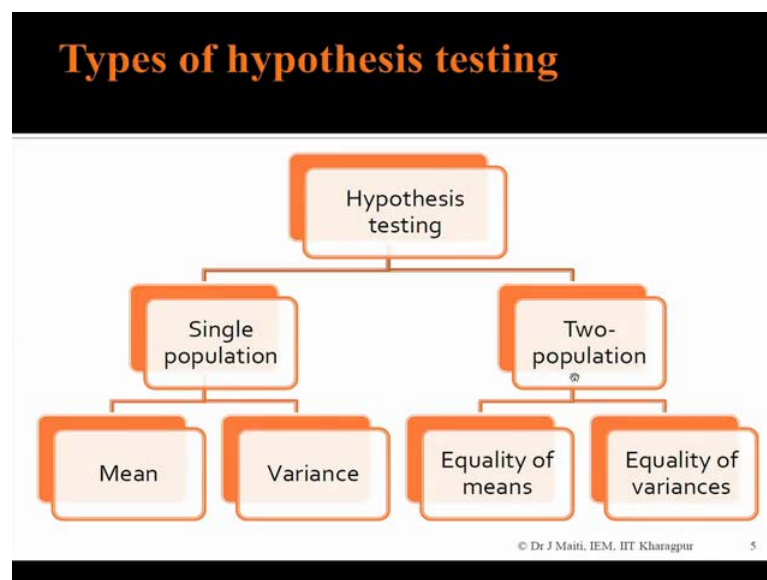 Types of hypothesis testing
Hypothesis
testing
Single
population
Two-
population
Mean
Variance
Equality of
means
Equality of
variances
© Dr J Maiti, IEM, IIT Kharagpur 5